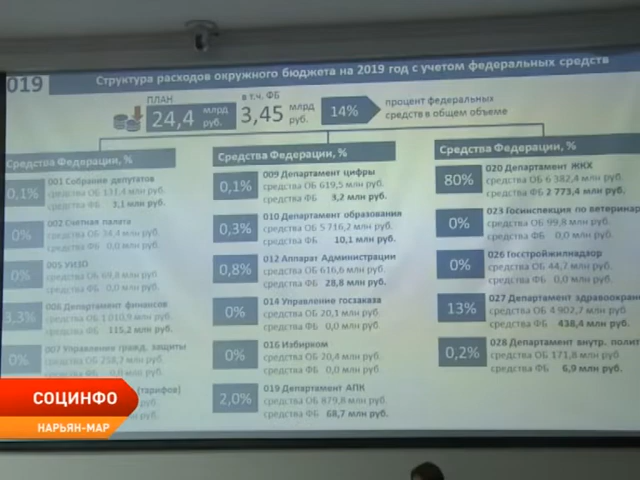 019
Структура расходов окружного бюджета на 2019 год с учетом федеральных средств
ПЛАН
24,4 млрд руб.
в т.ч. ФБ
3,45 млрд руб.
14%
процент федеральных
средств в общем объеме
Средства Федерации, %
0,1%
001 Собрание депутатов
средства ОБ 131,4 млн руб.
средства ФБ 3,1 млн руб.
0%
002 Счетная палата
средства ОБ 34,4 млн руб.
средства ФБ 0,0 млн руб.
0%
005 УИЗО
средства ОБ 69,8 млн руб.
средства ФБ 0,0 млн руб.
3,3%
006 Департамент финансов
средства ОБ 1 010,9 млн руб.
средства ФБ 115,2 млн руб.
0%
007 Управление гражд. защиты
средства ОБ 258,7 млн руб.
средства ФБ 0,0 млн руб.
(тарифов)
млн руб.
млн руб.
Средства Федерации, %
0,1%
009 Департамент цифры
средства ОБ 619,5 млн руб.
средства ФБ 3,2 млн руб.
0,3%
010 Департамент образования
средства ОБ 5 716,2 млн руб.
средства ФБ 10,1 млн руб.
0,8%
012 Аппарат Администрации
средства ОБ 616,6 млн руб.
средства ФБ 28,8 млн руб.
0%
014 Управление госзаказа
средства ОБ 20,1 млн руб.
средства ФБ 0,0 млн руб.
0%
016 Избирком
средства ОБ 20,4 млн руб.
средства ФБ 0,0 млн руб.
2,0%
019 Департамент АПК
средства ОБ 879,8 млн руб.
средства ФБ 68,7 млн руб.
Средства Федерации, %
80%
020 Департамент ЖКХ
средства ОБ 6 382,4 млн руб.
средства ФБ 2 773,4 млн руб.
0%
023 Госинспекция по ветеринар
средства ОБ 99,8 млн руб.
средства ФБ 0,0 млн руб.
0%
026 Госстройжилнадзор
средства ОБ 44,7 млн руб.
средства ФБ 0,0 млн руб.
13%
027 Департамент здравоохран
средства ОБ 4 902,7 млн руб.
средства ФБ 438,4 млн руб.
0,2%
028 Департамент внутр. полит
средства ОБ 171,8 млн руб.
средства ФБ 6,9 млн руб.
СОЦИНФО
НАРЬЯН-МАР